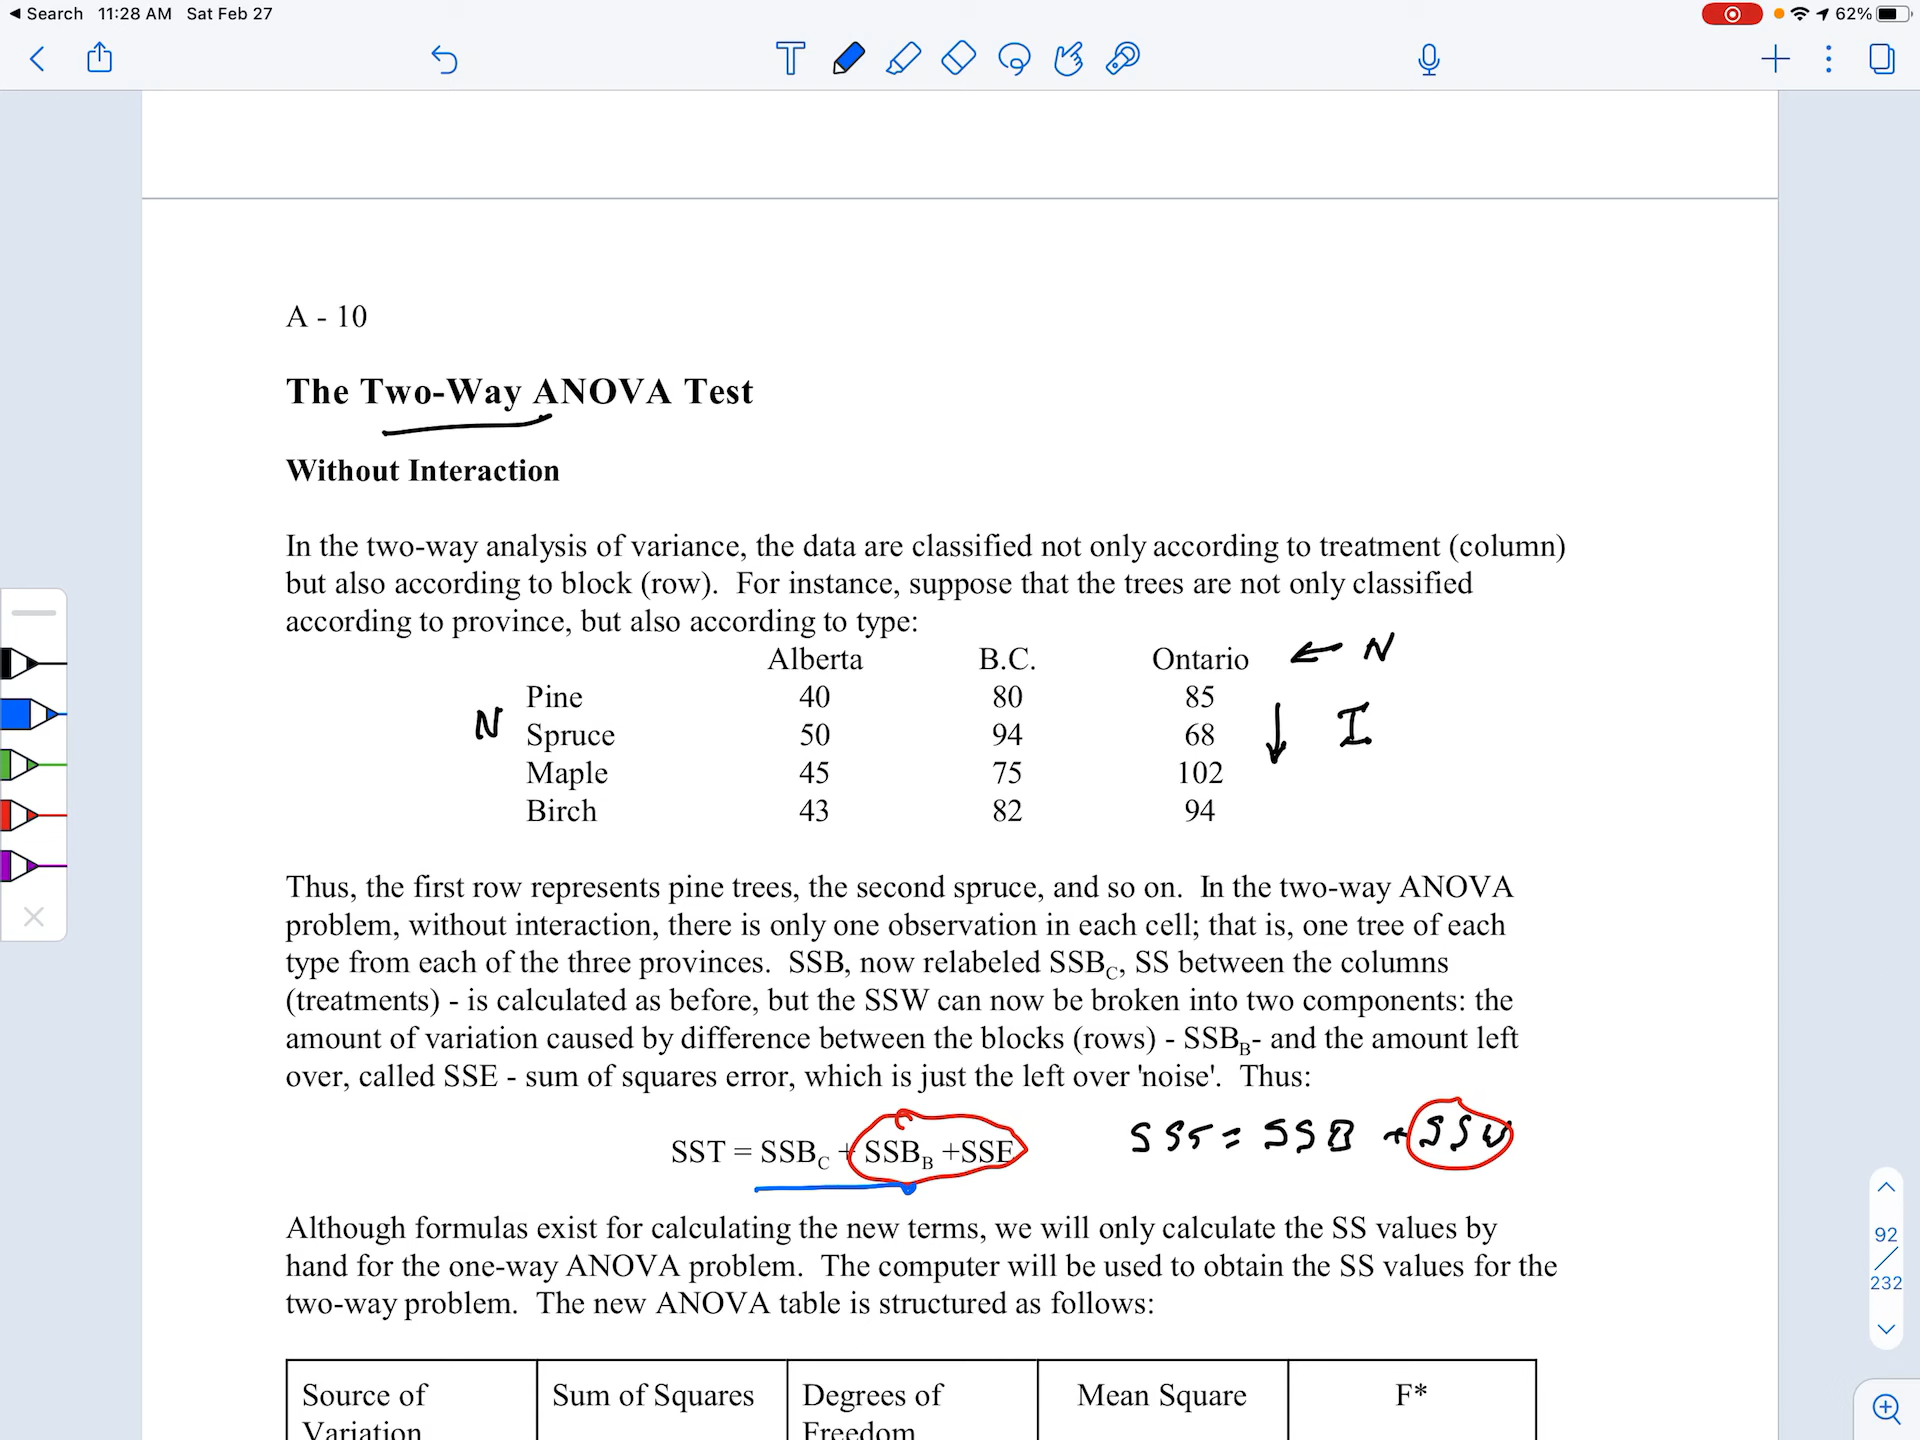 Search 11:28 AM Sat Feb 27 62%
A - 10
The Two-Way ANOVA Test
Without Interaction
In the two-way analysis of variance, the data are classified not only according to treatment (column)
but also according to block (row). For instance, suppose that the trees are not only classified
according to province, but also according to type:
Alberta B.C. Ontario ← N
Pine 40 80 85
N Spruce 50 94 68 ↓ I
Maple 45 75 102
Birch 43 82 94
Thus, the first row represents pine trees, the second spruce, and so on. In the two-way ANOVA
problem, without interaction, there is only one observation in each cell; that is, one tree of each
type from each of the three provinces. SSB, now relabeled SSBC, SS between the columns
(treatments) - is calculated as before, but the SSW can now be broken into two components: the
amount of variation caused by difference between the blocks (rows) - SSBB- and the amount left
over, called SSE - sum of squares error, which is just the left over 'noise'. Thus:
SST = SSBC + SSBB +SSE SST = SSB + SSW
Although formulas exist for calculating the new terms, we will only calculate the SS values by
hand for the one-way ANOVA problem. The computer will be used to obtain the SS values for the
two-way problem. The new ANOVA table is structured as follows:
Source of Sum of Squares Degrees of Mean Square F*
Variation Freedom
92
/
232